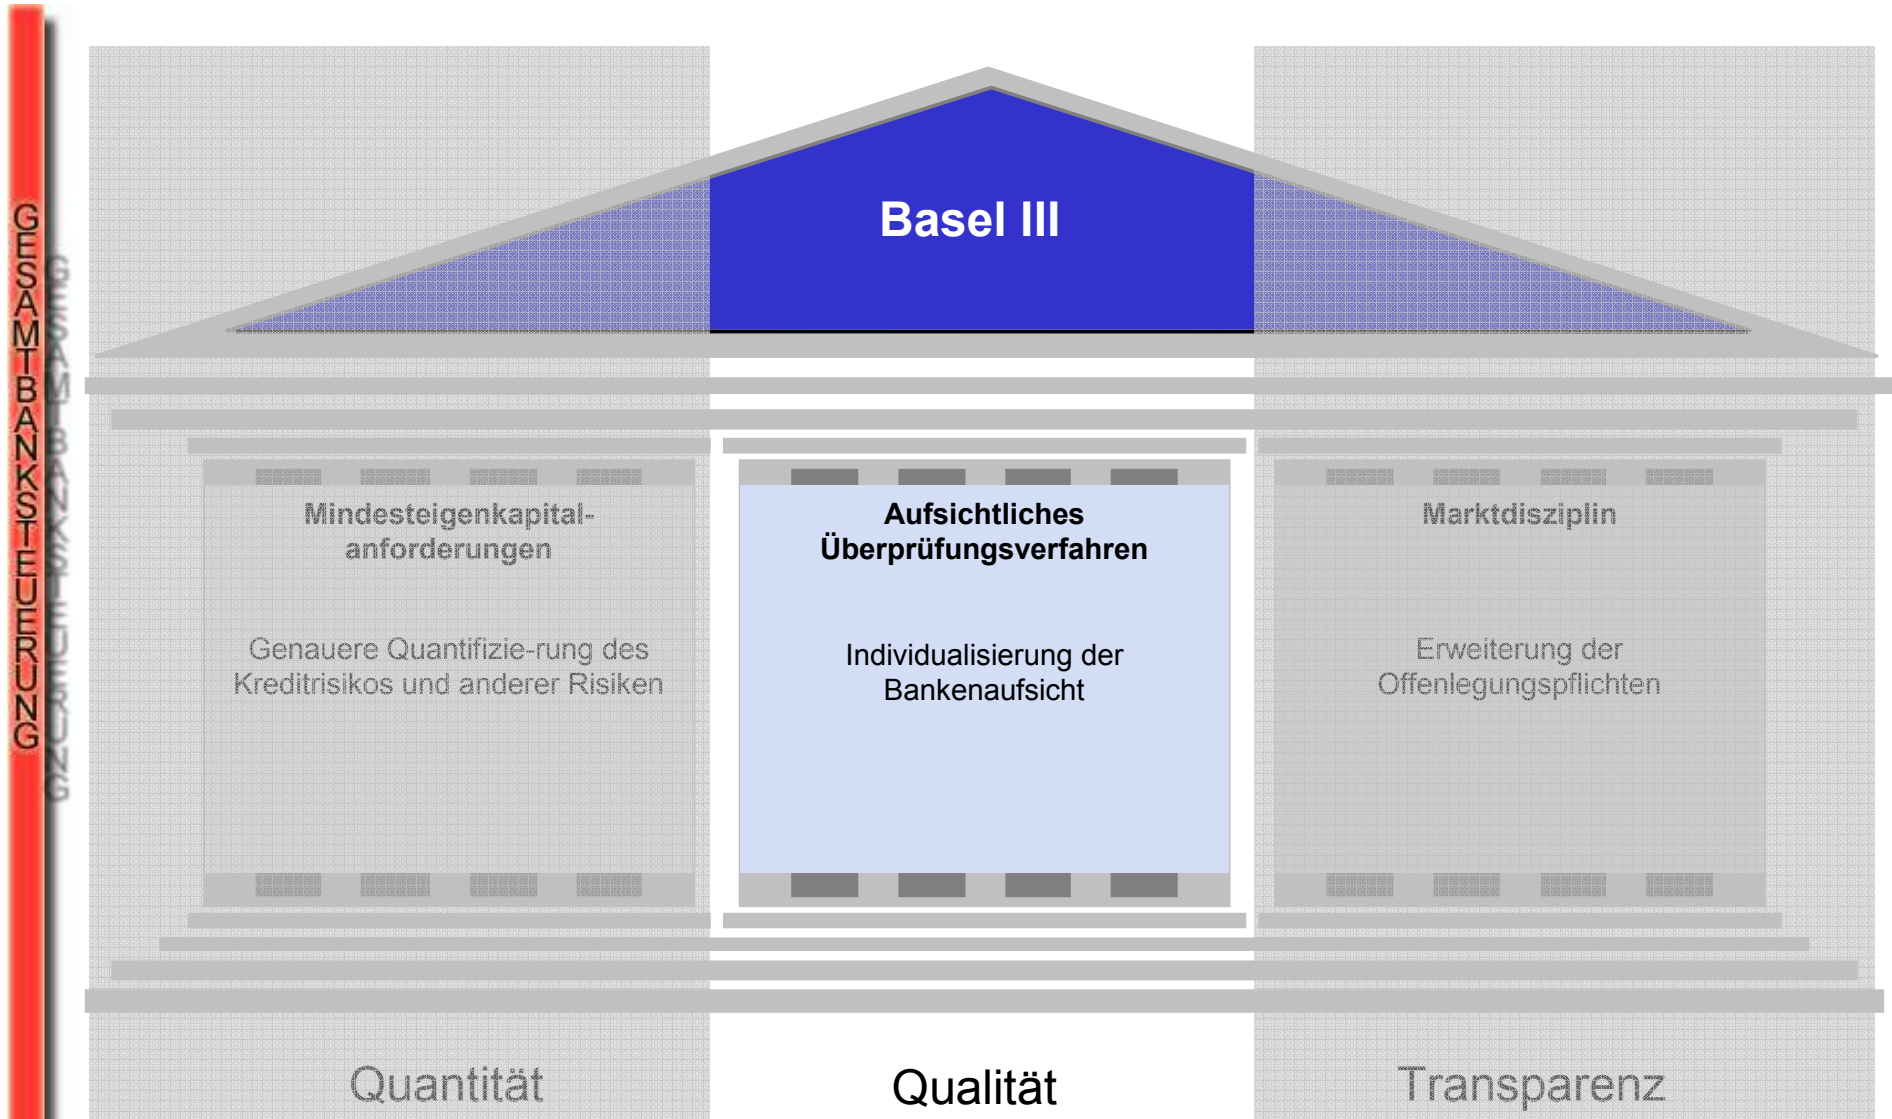 GESAMTBANKSTEUERUNG
Basel III
Mindesteigenkapital-
anforderungen
Genauere Quantifizie-rung des
Kreditrisikos und anderer Risiken
Aufsichtliches
Überprüfungsverfahren
Individualisierung der
Bankenaufsicht
Marktdisziplin
Erweiterung der
Offenlegungspflichten
Quantität
Qualität
Transparenz